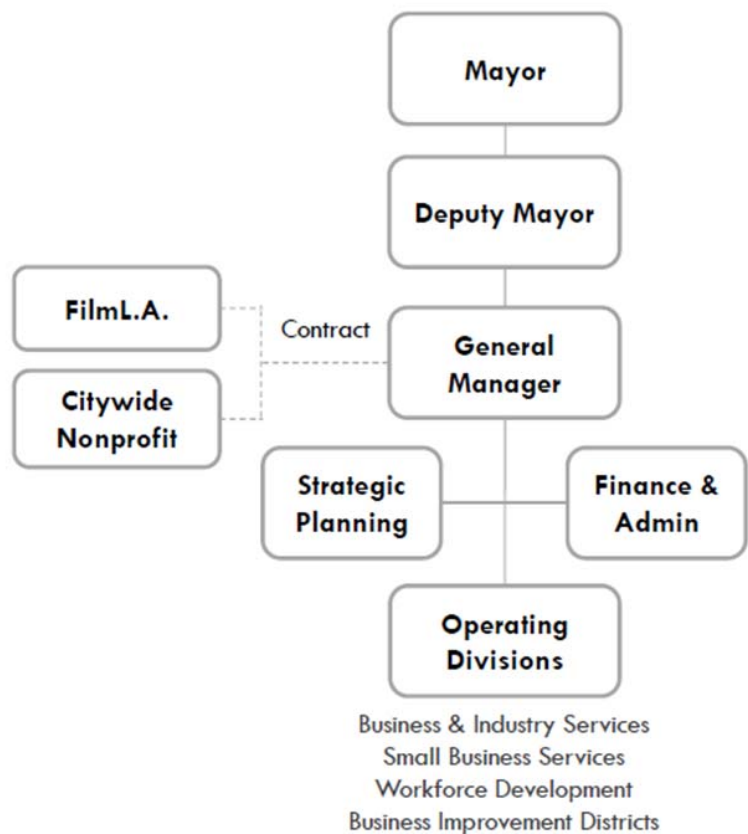 Mayor
Deputy Mayor
FilmL.A.
Contract
General
Manager
Citywide
Nonprofit
Strategic
Planning
Finance &
Admin
Operating
Divisions
Business & Industry Services
Small Business Services
Workforce Development
Business Improvement Districts